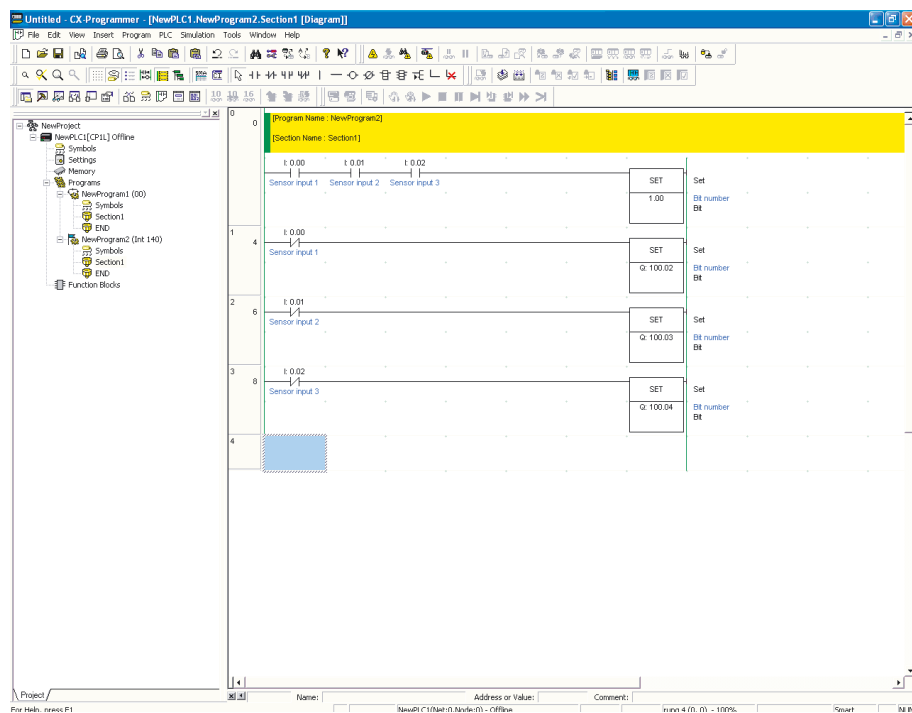 Untitled - CX-Programmer - [NewPLC1.NewProgram2.Section1 [Diagram]]
File Edit View Insert Program PLC Simulation Tools Window Help
10 16
NewProject
NewPLC1[CP1L] Offline
Symbols
Settings
Memory
Programs
NewProgram1 (00)
Symbols
Section1
END
NewProgram2 (Int 140)
Symbols
Section1
END
Function Blocks
Project
0
0
[Program Name : NewProgram2]
[Section Name : Section1]
I: 0.00 I: 0.01 I: 0.02
Sensor input 1 Sensor input 2 Sensor input 3
SET Set
1.00 Bit number
Bit
1
4
I: 0.00
Sensor input 1
SET Set
Q: 100.02 Bit number
Bit
2
6
I: 0.01
Sensor input 2
SET Set
Q: 100.03 Bit number
Bit
3
8
I: 0.02
Sensor input 3
SET Set
Q: 100.04 Bit number
Bit
4
Name: Address or Value: Comment:
For Help, press F1 NewPLC1(Net:0,Node:0) - Offline rung 4 (0, 0) - 100% Smart NUM